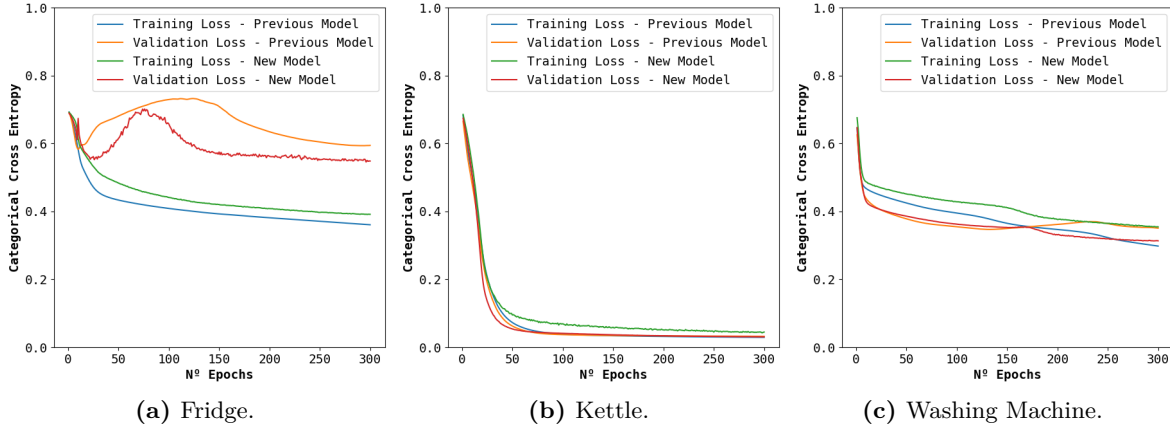 1.0
0.8
0.6
0.4
0.2
0.0
Categorical Cross Entropy
Training Loss - Previous Model
Validation Loss - Previous Model
Training Loss - New Model
Validation Loss - New Model
0 50 100 150 200 250 300
Nº Epochs
(a) Fridge.
1.0
0.8
0.6
0.4
0.2
0.0
Categorical Cross Entropy
Training Loss - Previous Model
Validation Loss - Previous Model
Training Loss - New Model
Validation Loss - New Model
0 50 100 150 200 250 300
Nº Epochs
(b) Kettle.
1.0
0.8
0.6
0.4
0.2
0.0
Categorical Cross Entropy
Training Loss - Previous Model
Validation Loss - Previous Model
Training Loss - New Model
Validation Loss - New Model
0 50 100 150 200 250 300
Nº Epochs
(c) Washing Machine.